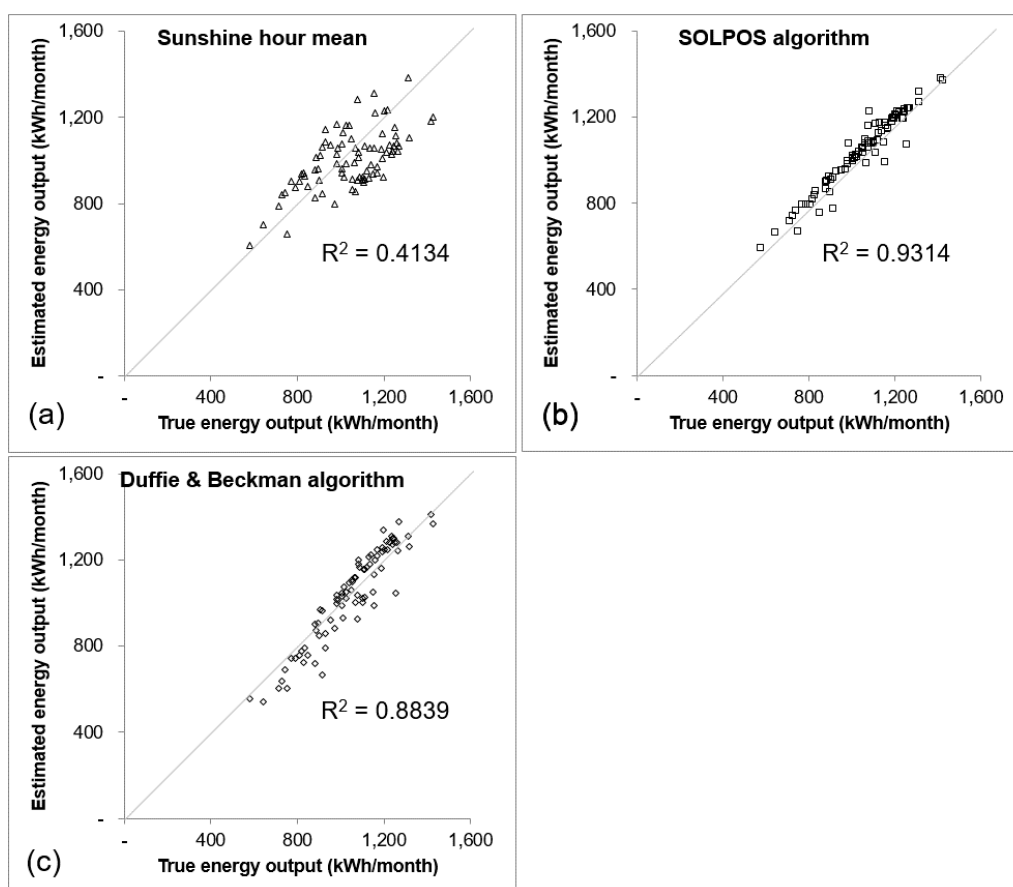 Sunshine hour mean
1,600
1,200
800
400
-
Estimated energy output (kWh/month)
R² = 0.4134
-
400
800
1,200
1,600
True energy output (kWh/month)
(a)
SOLPOS algorithm
1,600
1,200
800
400
-
Estimated energy output (kWh/month)
R² = 0.9314
-
400
800
1,200
1,600
True energy output (kWh/month)
(b)
Duffie & Beckman algorithm
1,600
1,200
800
400
-
Estimated energy output (kWh/month)
R² = 0.8839
-
400
800
1,200
1,600
True energy output (kWh/month)
(c)